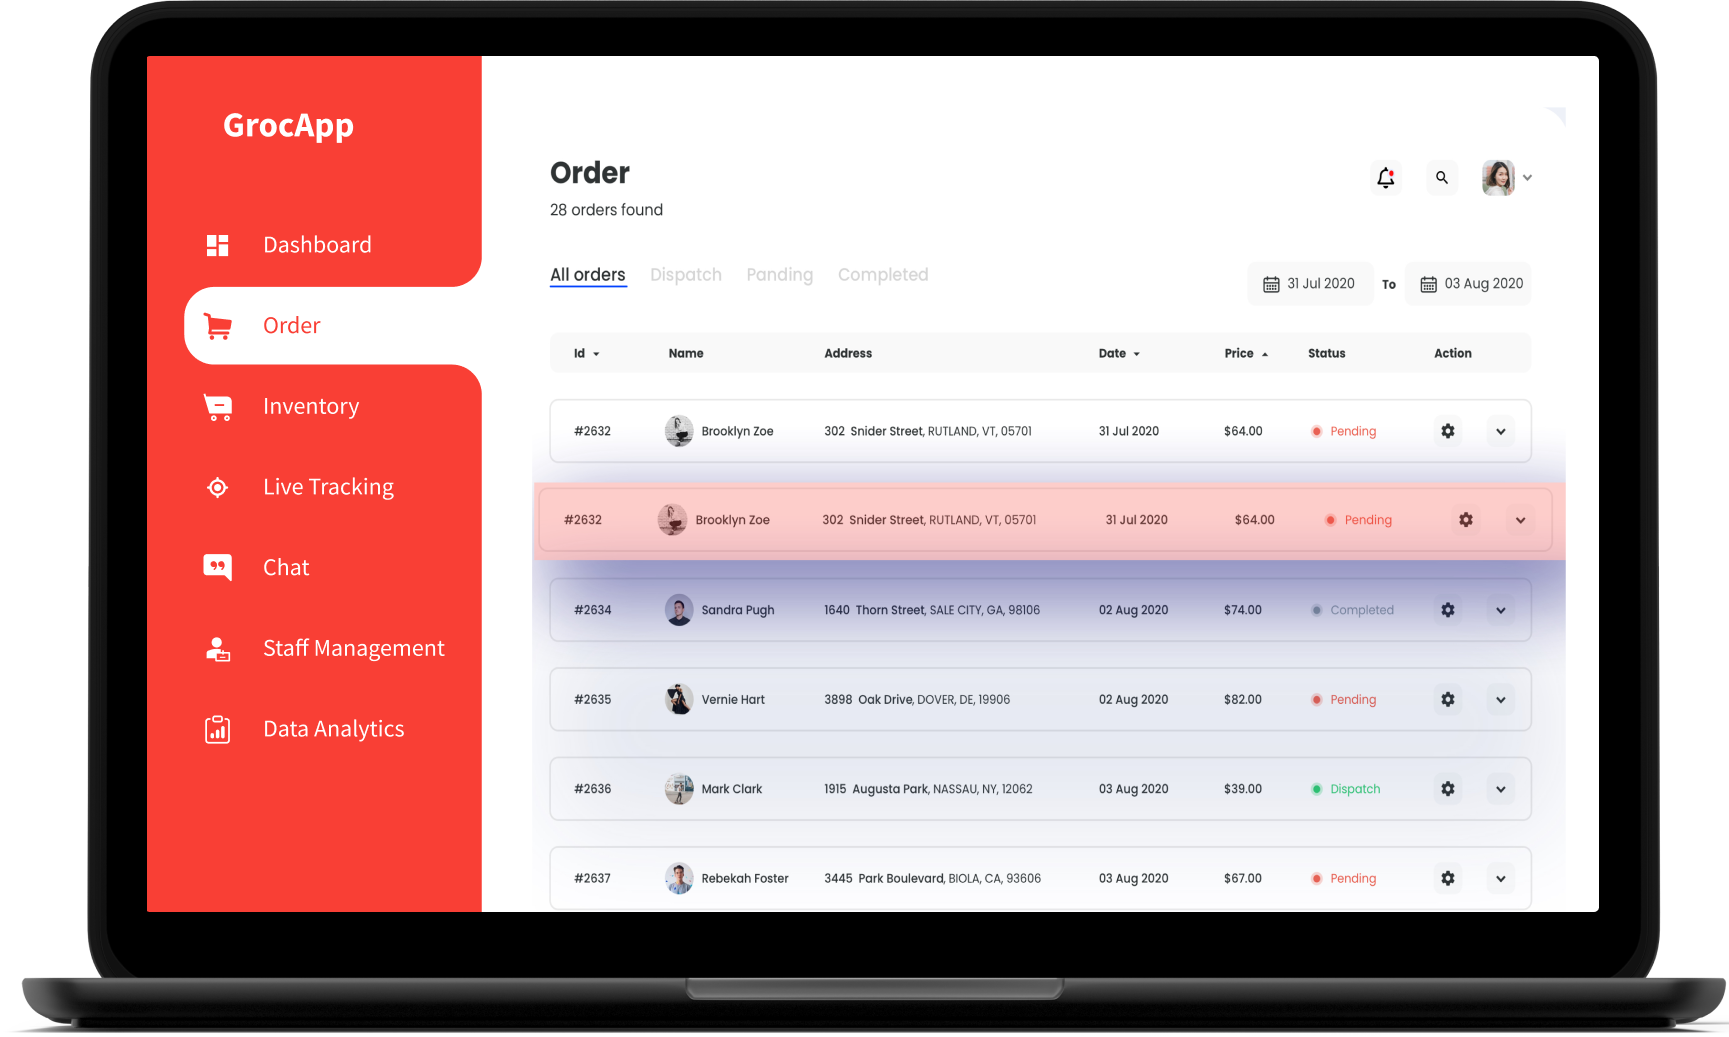 GrocApp
Dashboard
Order
Inventory
Live Tracking
Chat
Staff Management
Data Analytics
Order
28 orders found
All orders Dispatch Panding Completed
31 Jul 2020 To 03 Aug 2020
Id Name Address Date Price Status Action
#2632 Brooklyn Zoe 302 Snider Street, RUTLAND, VT, 05701 31 Jul 2020 $64.00 Pending
#2632 Brooklyn Zoe 302 Snider Street, RUTLAND, VT, 05701 31 Jul 2020 $64.00 Pending
#2634 Sandra Pugh 1640 Thorn Street, SALE CITY, GA, 98106 02 Aug 2020 $74.00 Completed
#2635 Vernie Hart 3898 Oak Drive, DOVER, DE, 19906 02 Aug 2020 $82.00 Pending
#2636 Mark Clark 1915 Augusta Park, NASSAU, NY, 12062 03 Aug 2020 $39.00 Dispatch
#2637 Rebekah Foster 3445 Park Boulevard, BIOLA, CA, 93606 03 Aug 2020 $67.00 Pending